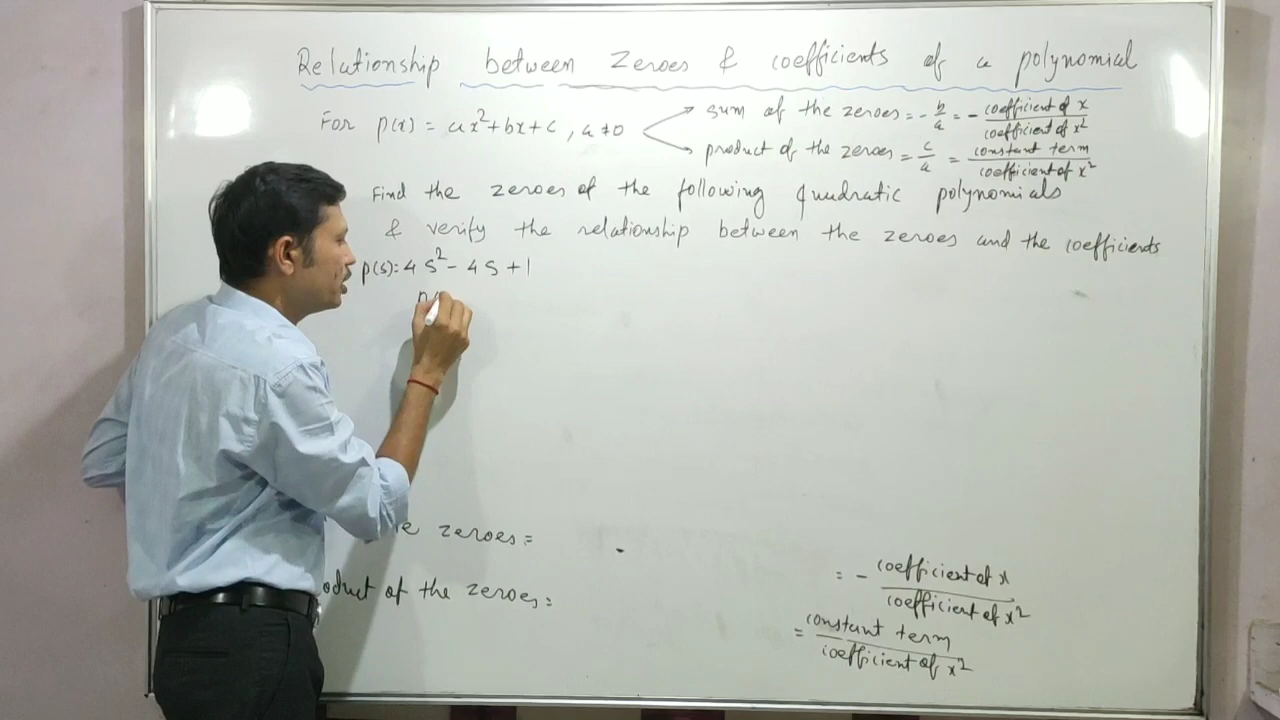 Relationship between Zeroes & coefficients of a polynomial
For p(x) = ax²+bx+c, a ≠ 0
sum of the zeroes = - b/a = - coefficient of x / coefficient of x²
product of the zeroes = c/a = constant term / coefficient of x²
Find the zeroes of the following quadratic polynomials
& verify the relationship between the zeroes and the coefficients
p(s)= 4s² - 4s + 1
zeroes =
= - coefficient of x / coefficient of x²
of the zeroes =
= constant term / coefficient of x²